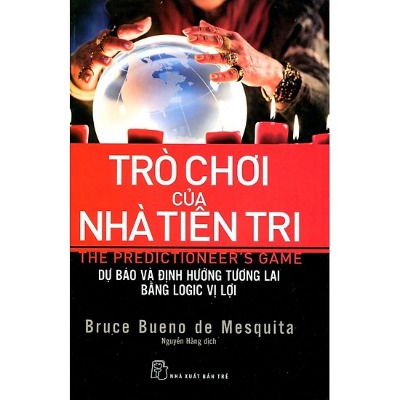 TRÒ CHƠI
CỦA
NHÀ TIÊN TRI
THE PREDICTIONEER'S GAME
DỰ BÁO VÀ ĐỊNH HƯỚNG TƯƠNG LAI
BẰNG LOGIC VỊ LỢI
Bruce Bueno de Mesquita
Nguyễn Hằng dịch
NHÀ XUẤT BẢN TRẺ